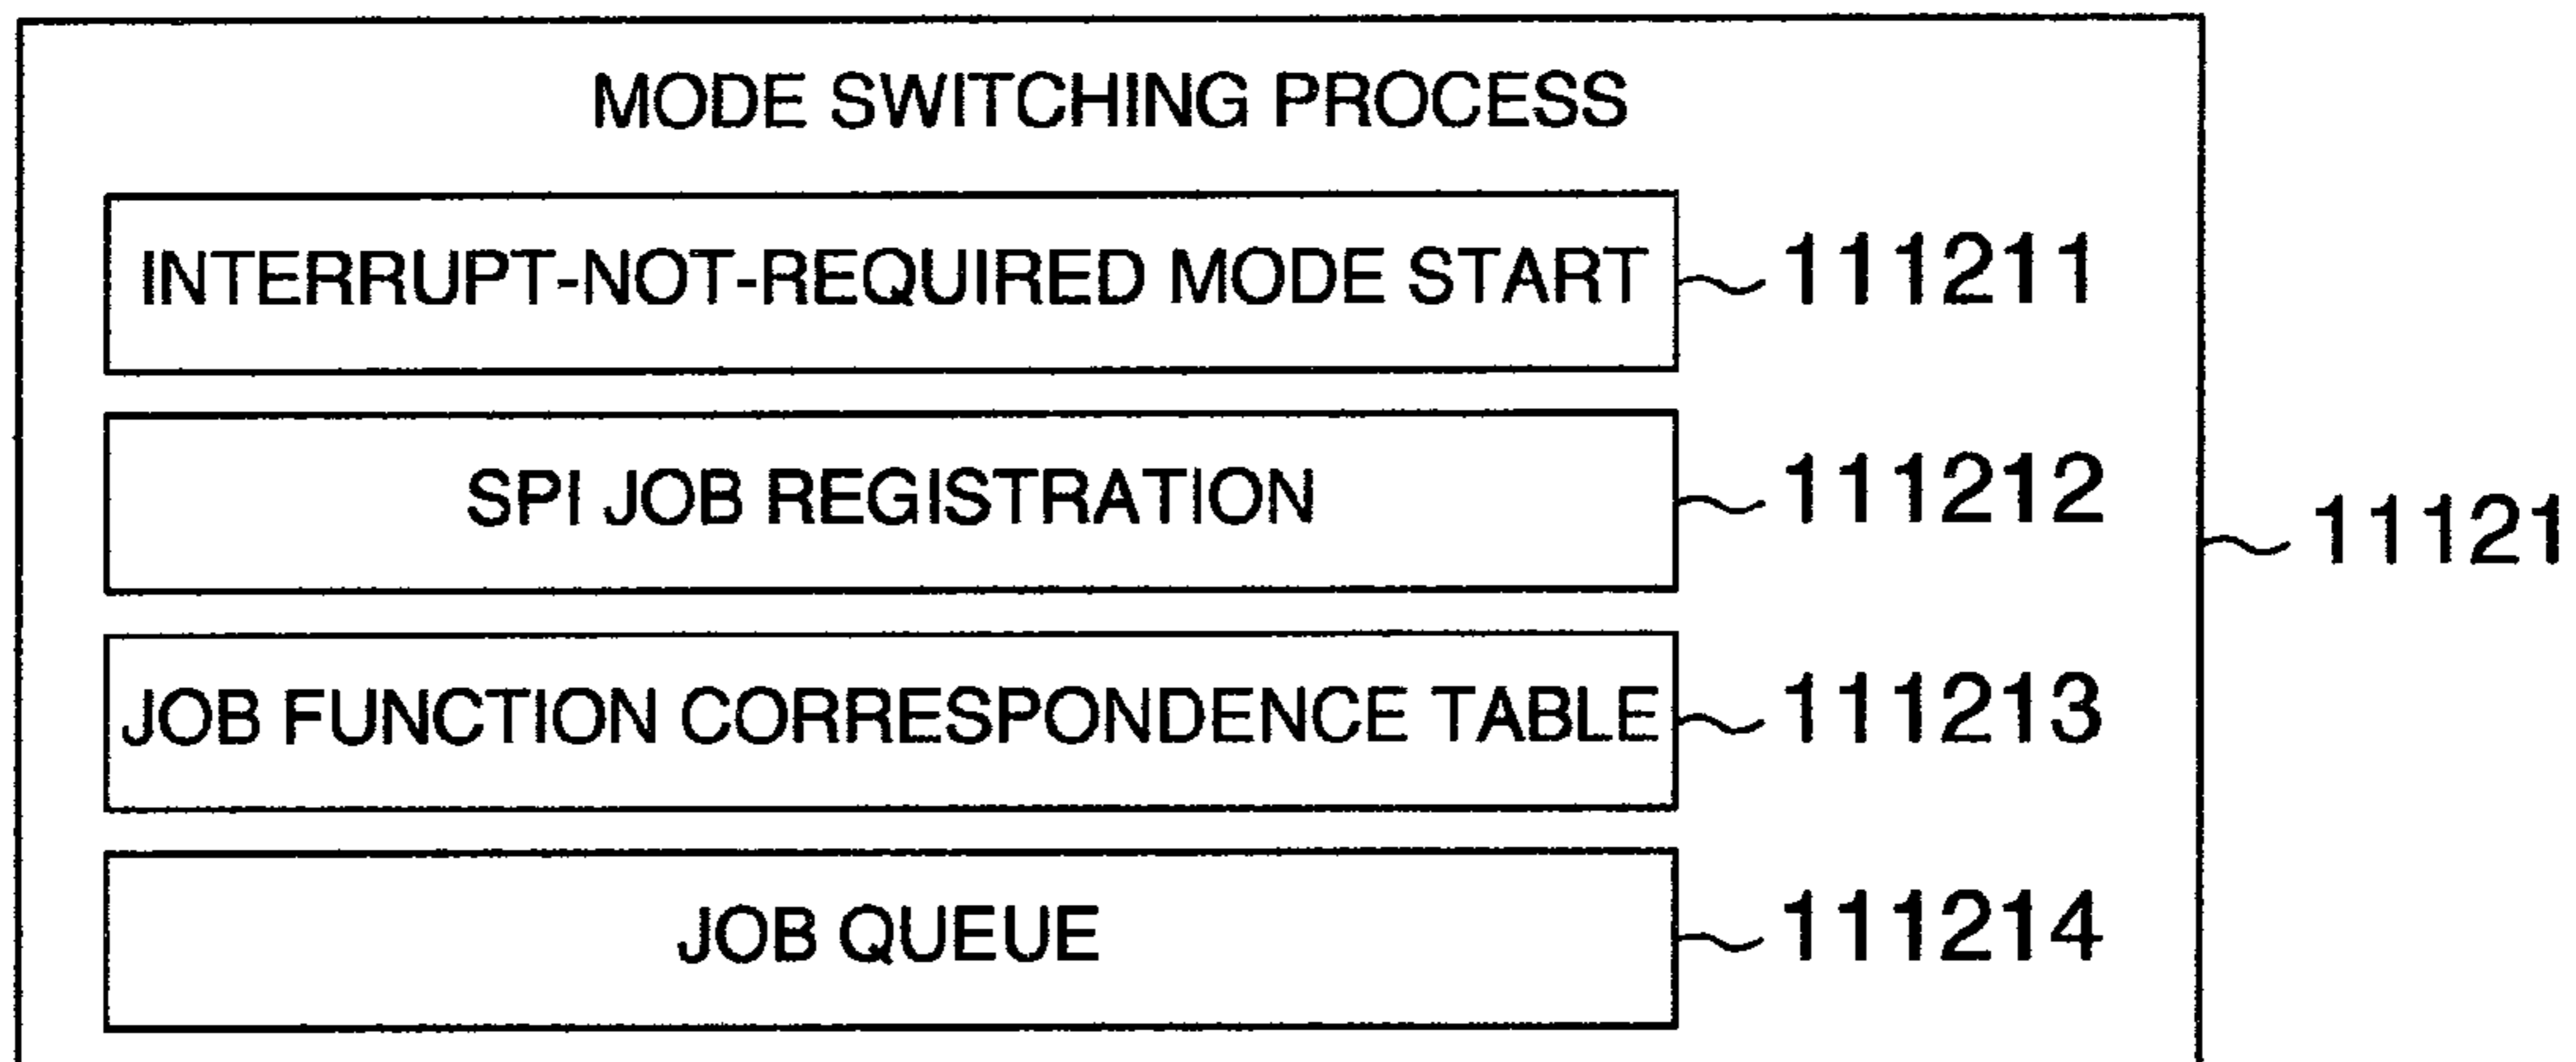 MODE SWITCHING PROCESS
INTERRUPT-NOT-REQUIRED MODE START 111211
SPI JOB REGISTRATION 111212
11121
JOB FUNCTION CORRESPONDENCE TABLE 111213
JOB QUEUE 111214